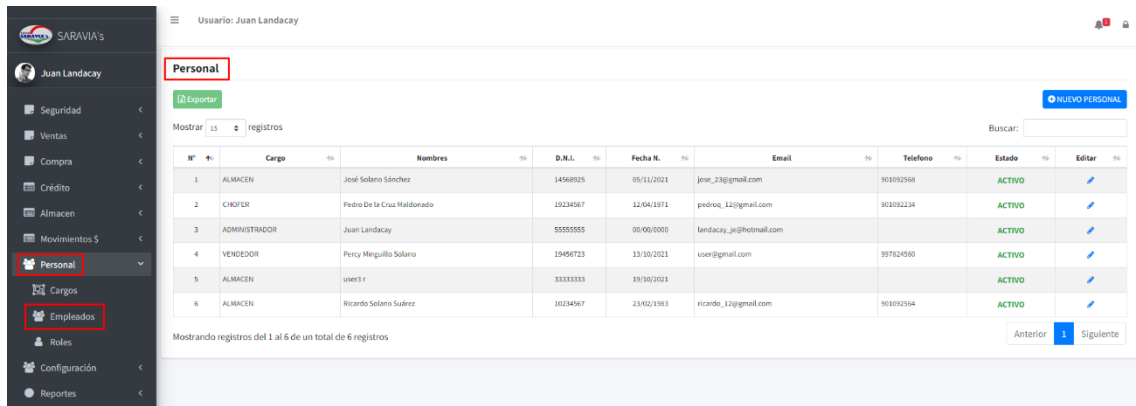 SARAVIA's
Juan Landacay
Seguridad
Ventas
Compra
Crédito
Almacen
Movimientos $
Personal
Cargos
Empleados
Roles
Configuración
Reportes
Usuario: Juan Landacay
Personal
Exportar
NUEVO PERSONAL
Mostrar 15 registros
Buscar:
N° Cargo Nombres D.N.I. Fecha N. Email Telefono Estado Editar
1 ALMACEN José Solano Sánchez 14568925 05/11/2021 jose_23@gmail.com 901092568 ACTIVO
2 CHOFER Pedro De la Cruz Maldonado 19234567 12/04/1971 pedroq_12@gmail.com 901092234 ACTIVO
3 ADMINISTRADOR Juan Landacay 55555555 00/00/0000 landacay_je@hotmail.com ACTIVO
4 VENDEDOR Percy Minguillo Solano 19456723 13/10/2021 user@gmail.com 897824560 ACTIVO
5 ALMACEN user3 r 33333333 19/10/2021 ACTIVO
6 ALMACEN Ricardo Solano Suárez 10234567 23/02/1983 ricardo_12@gmail.com 901092564 ACTIVO
Mostrando registros del 1 al 6 de un total de 6 registros
Anterior 1 Siguiente